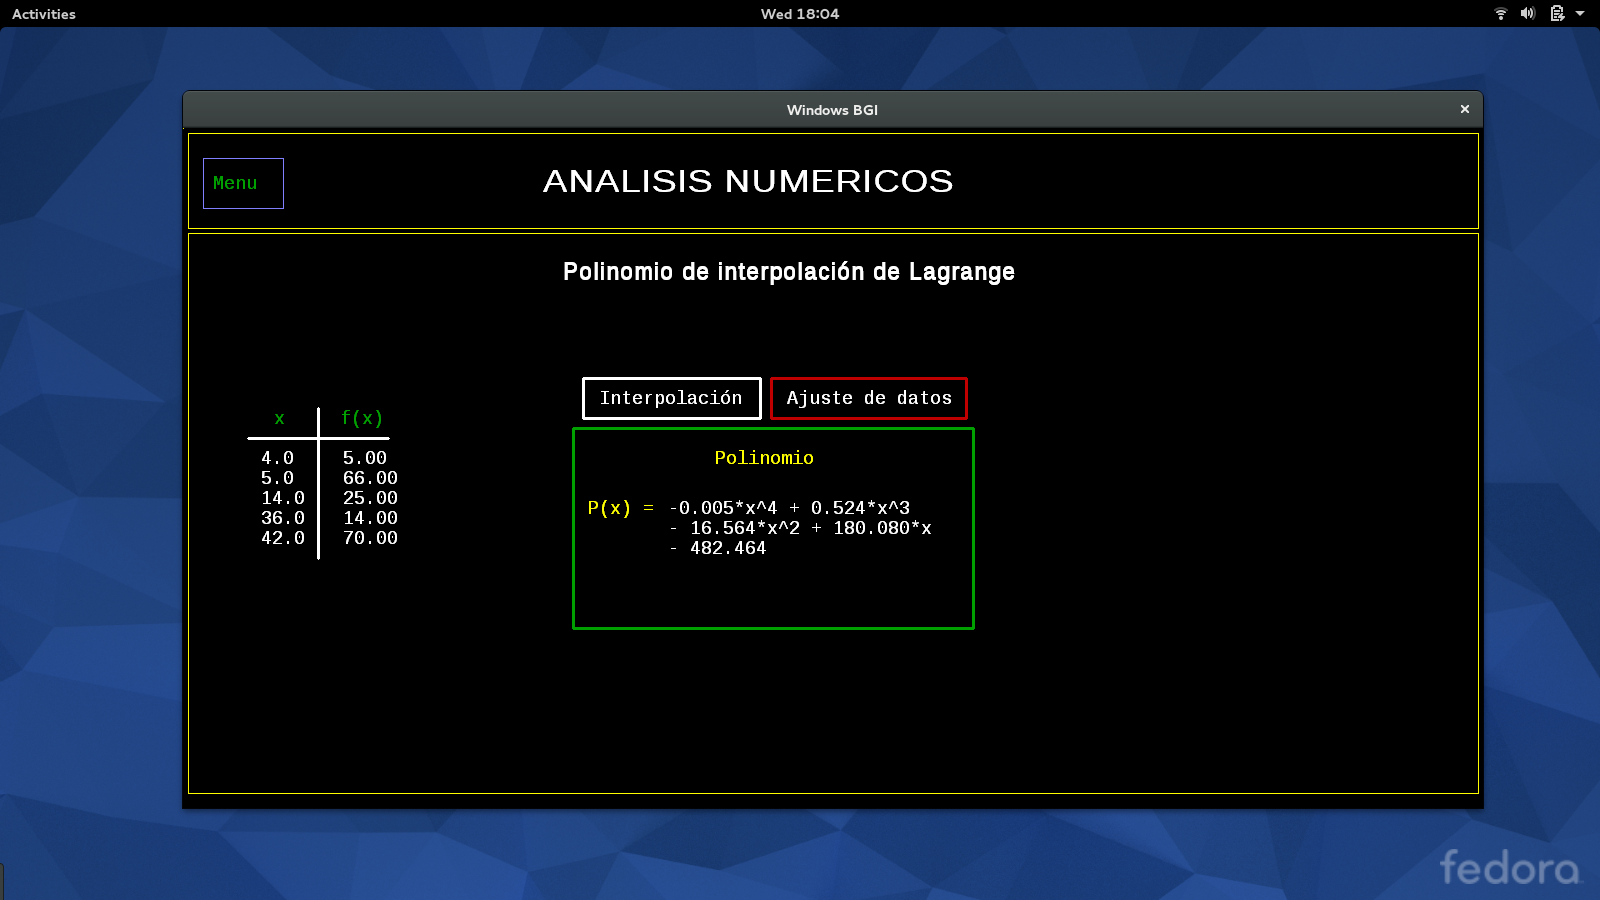 Activities
Wed 18:04
Windows BGI
Menu
ANALISIS NUMERICOS
Polinomio de interpolación de Lagrange
Interpolación
Ajuste de datos
x f(x)
4.0 5.00
5.0 66.00
14.0 25.00
36.0 14.00
42.0 70.00
Polinomio
P(x) = -0.005*x^4 + 0.524*x^3
- 16.564*x^2 + 180.080*x
- 482.464
fedora